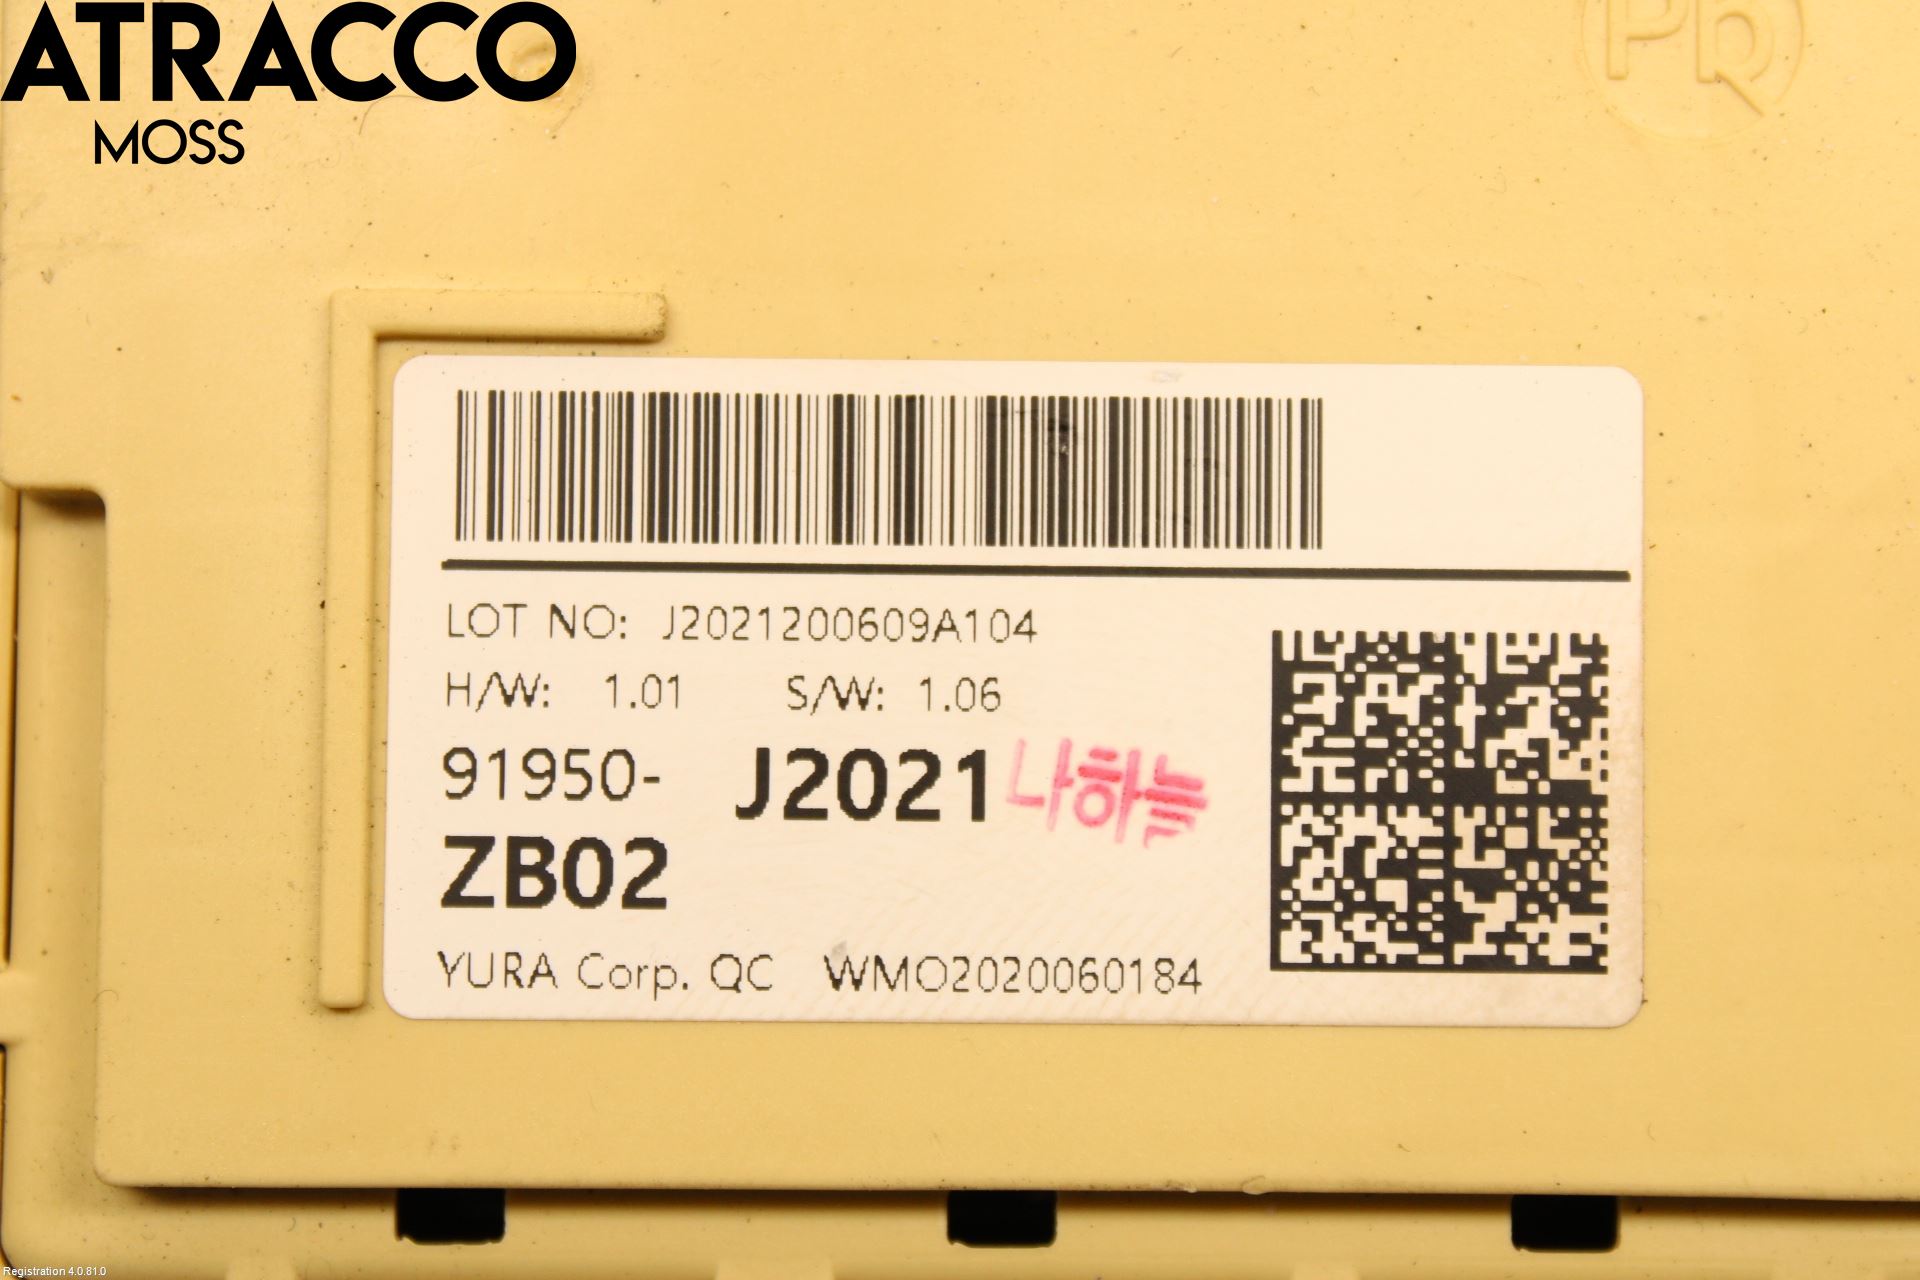 ATRACCO
MOSS
Pb
LOT NO: J2021200609A104
H/W: 1.01 S/W: 1.06
91950- J2021 나하늘
ZB02
YURA Corp. QC WMO2020060184
Registration 4.0.81.0